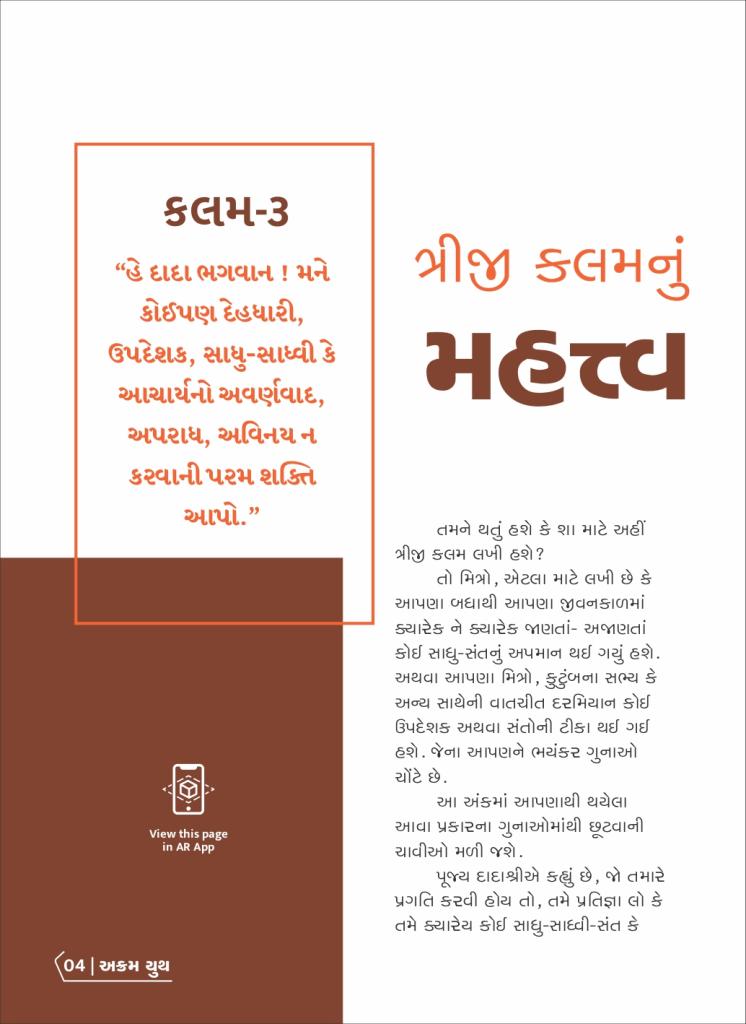 કલમ-૩
“હે દાદા ભગવાન ! મને
કોઈપણ દેહધારી,
ઉપદેશક, સાધુ-સાધ્વી કે
આચાર્યનો અવર્ણવાદ,
અપરાધ, અવિનય ન
કરવાની પરમ શક્તિ
આપો.”
ત્રીજી કલમનું
મહત્ત્વ
તમને થતું હશે કે શા માટે અહીં
ત્રીજી કલમ લખી હશે?
તો મિત્રો, એટલા માટે લખી છે કે
આપણા બધાથી આપણા જીવનકાળમાં
ક્યારેક ને ક્યારેક જાણતાં- અજાણતાં
કોઈ સાધુ-સંતનું અપમાન થઈ ગયું હશે.
અથવા આપણા મિત્રો, કુટુંબના સભ્ય કે
અન્ય સાથેની વાતચીત દરમિયાન કોઈ
ઉપદેશક અથવા સંતોની ટીકા થઈ ગઈ
હશે. જેના આપણને ભયંકર ગુનાઓ
ચોંટે છે.
આ અંકમાં આપણાથી થયેલા
આવા પ્રકારના ગુનાઓમાંથી છૂટવાની
ચાવીઓ મળી જશે.
પૂજ્ય દાદાશ્રીએ કહ્યું છે, જો તમારે
પ્રગતિ કરવી હોય તો, તમે પ્રતિજ્ઞા લો કે
તમે ક્યારેય કોઈ સાધુ-સાધ્વી-સંત કે
View this page
in AR App
04 | અક્રમ યુથ